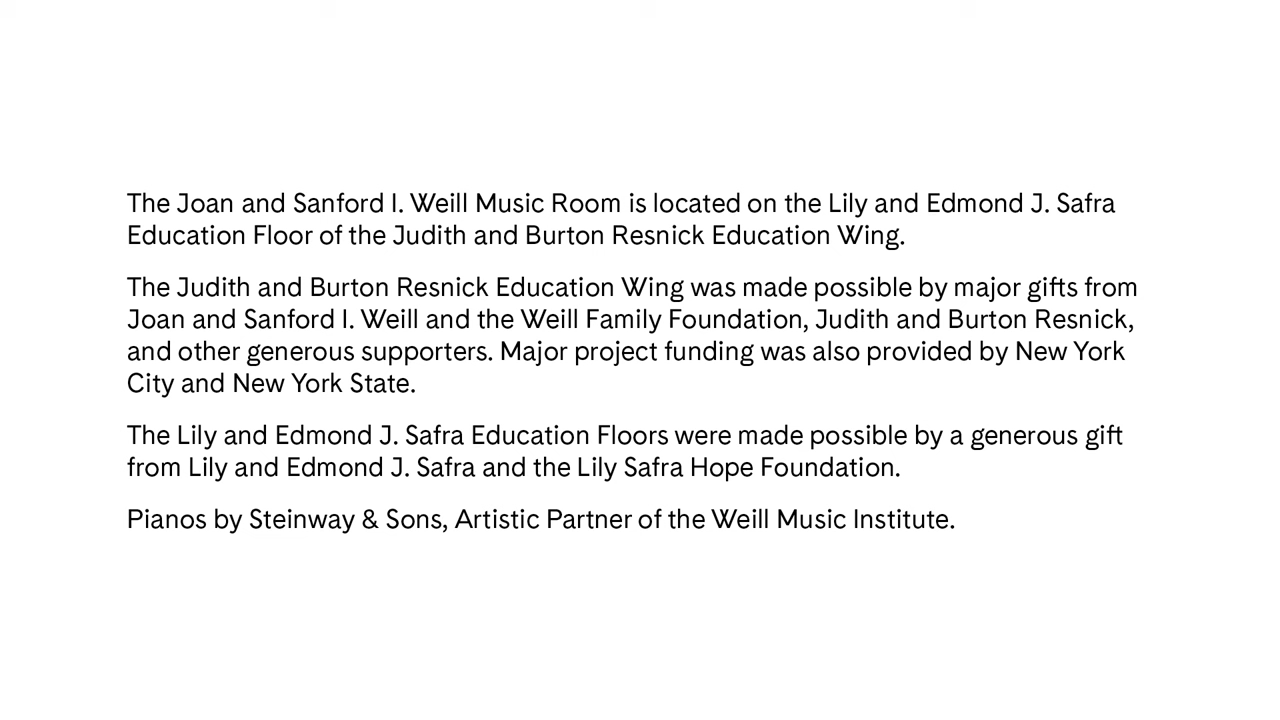 The Joan and Sanford I. Weill Music Room is located on the Lily and Edmond J. Safra
Education Floor of the Judith and Burton Resnick Education Wing.
The Judith and Burton Resnick Education Wing was made possible by major gifts from
Joan and Sanford I. Weill and the Weill Family Foundation, Judith and Burton Resnick,
and other generous supporters. Major project funding was also provided by New York
City and New York State.
The Lily and Edmond J. Safra Education Floors were made possible by a generous gift
from Lily and Edmond J. Safra and the Lily Safra Hope Foundation.
Pianos by Steinway & Sons, Artistic Partner of the Weill Music Institute.